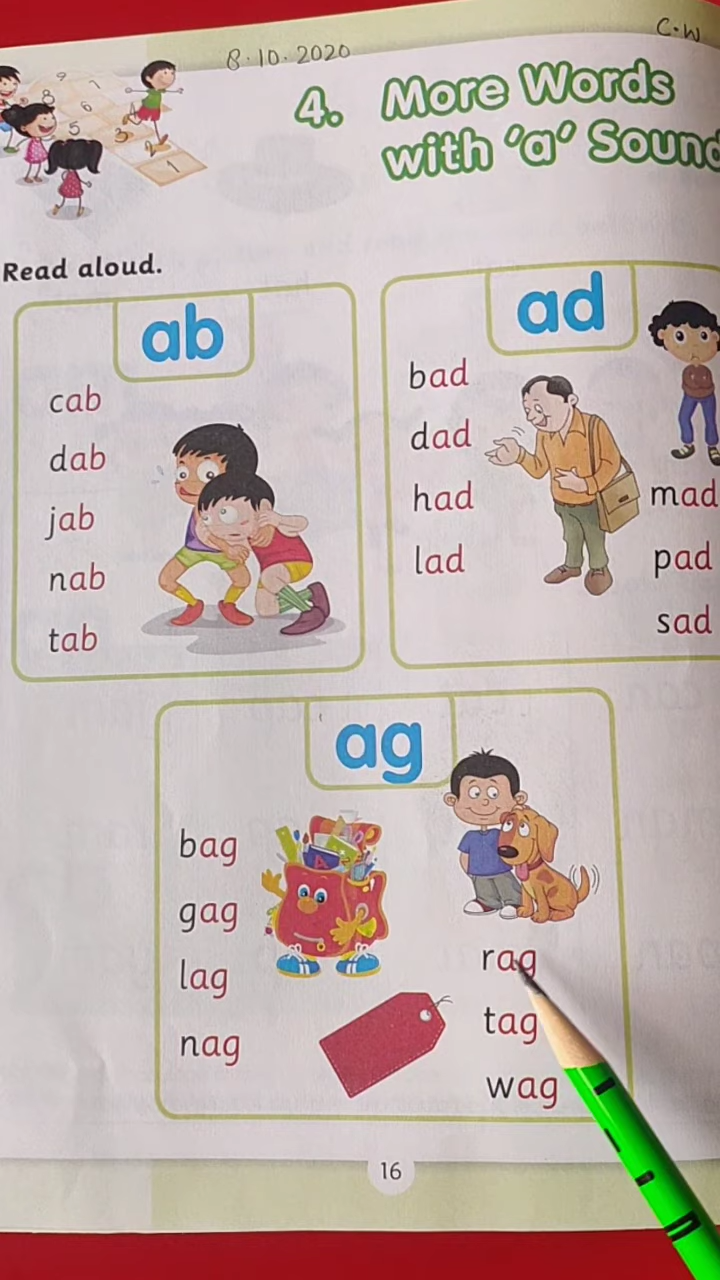 8.10.2020
C.W
4. More Words
with 'a' Sound
Read aloud.
ab
cab
dab
jab
nab
tab
ad
bad
dad
had
lad
mad
pad
sad
ag
bag
gag
lag
nag
rag
tag
wag
16